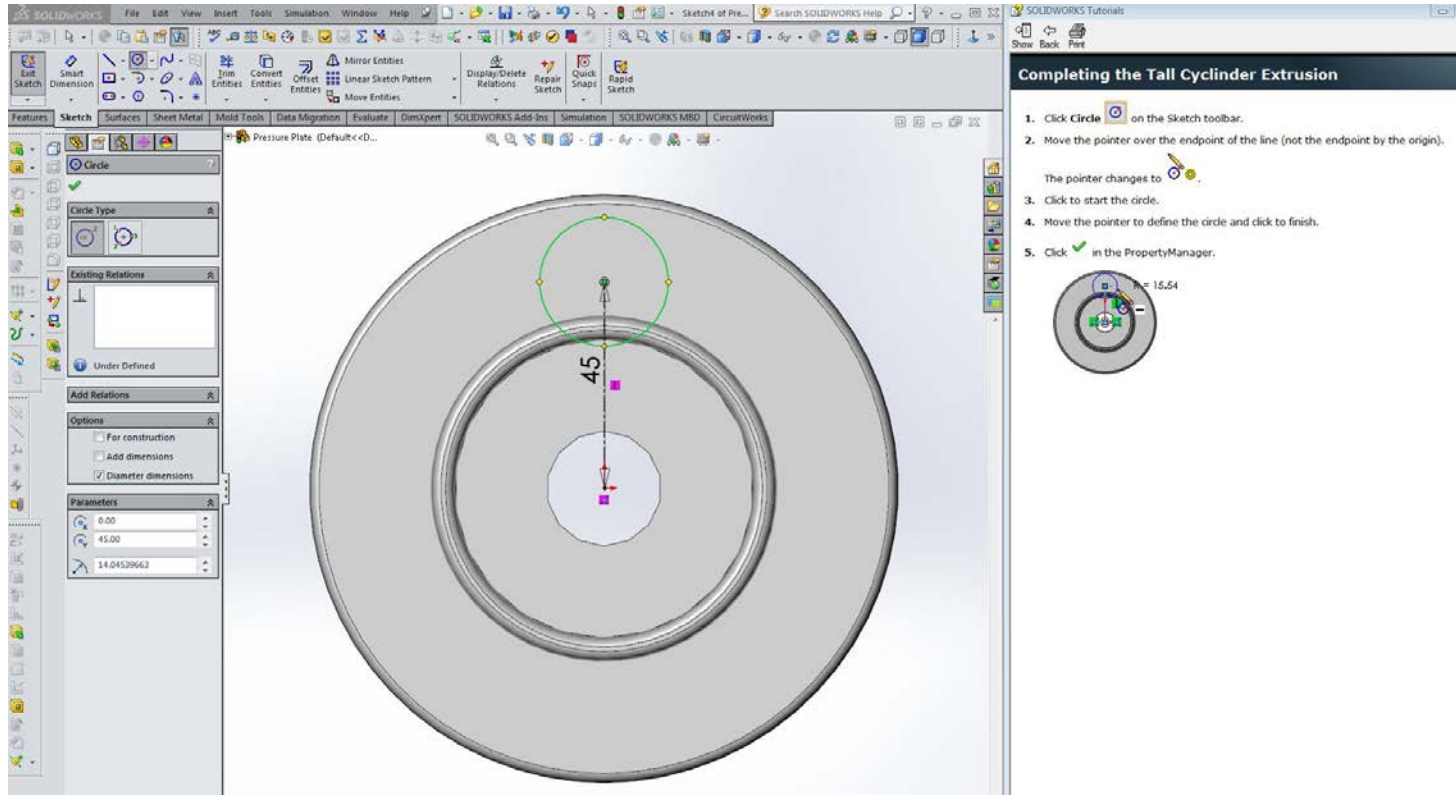 SOLIDWORKS File Edit View Insert Tools Simulation Window Help Sketch4 of Pre... Search SOLIDWORKS Help
SOLIDWORKS Tutorials
Show Back Print
Exit Sketch
Smart Dimension
Trim Entities
Convert Entities
Offset Entities
Mirror Entities
Linear Sketch Pattern
Move Entities
Display/Delete Relations
Repair Sketch
Quick Snaps
Rapid Sketch
Features Sketch Surfaces Sheet Metal Mold Tools Data Migration Evaluate DimXpert SOLIDWORKS Add-Ins Simulation SOLIDWORKS MBD CircuitWorks
Pressure Plate (Default<<D...
Circle ?
Circle Type
Existing Relations
Under Defined
Add Relations
Options
For construction
Add dimensions
Diameter dimensions
Parameters
0.00
45.00
14.04539663
45
Completing the Tall Cyclinder Extrusion
1. Click Circle on the Sketch toolbar.
2. Move the pointer over the endpoint of the line (not the endpoint by the origin).
The pointer changes to .
3. Click to start the circle.
4. Move the pointer to define the circle and click to finish.
5. Click in the PropertyManager.
R = 15.54